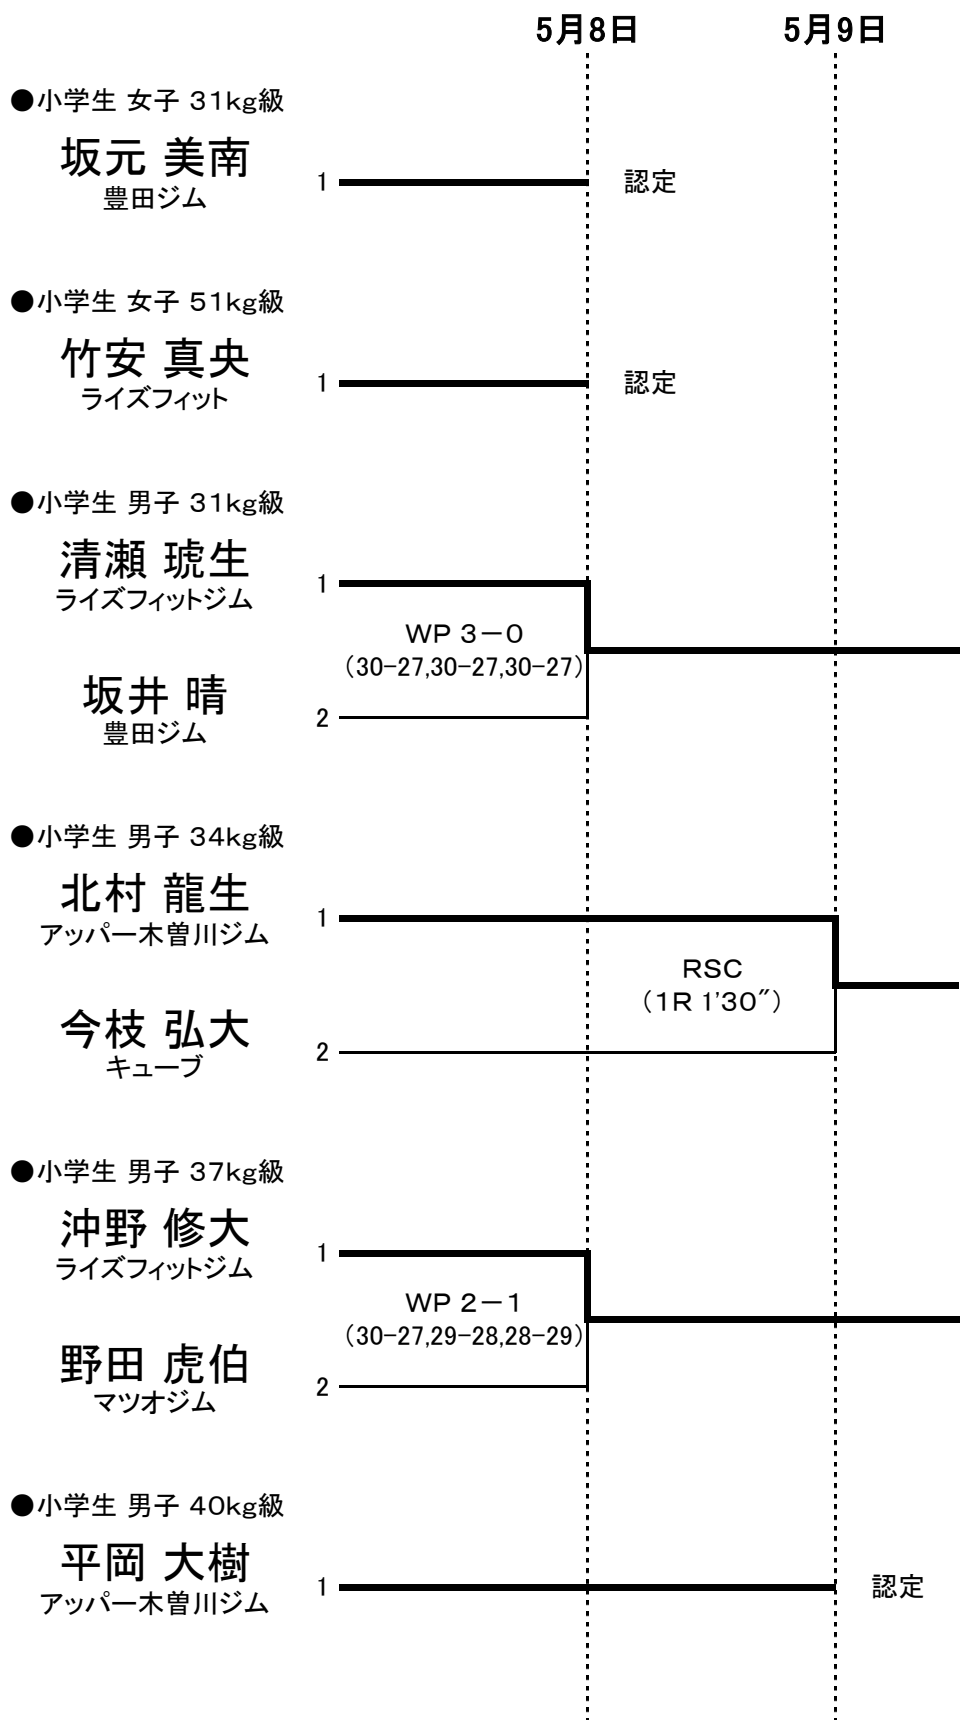 5月8日 5月9日
●小学生 女子 31kg級
坂元 美南
豊田ジム
1 認定
●小学生 女子 51kg級
竹安 真央
ライズフィット
1 認定
●小学生 男子 31kg級
清瀬 琥生
ライズフィットジム
1
WP 3－0
（30-27,30-27,30-27）
坂井 晴
豊田ジム
2
●小学生 男子 34kg級
北村 龍生
アッパー木曽川ジム
1
RSC
（1R 1'30″）
今枝 弘大
キューブ
2
●小学生 男子 37kg級
沖野 修大
ライズフィットジム
1
WP 2－1
（30-27,29-28,28-29）
野田 虎伯
マツオジム
2
●小学生 男子 40kg級
平岡 大樹
アッパー木曽川ジム
1 認定